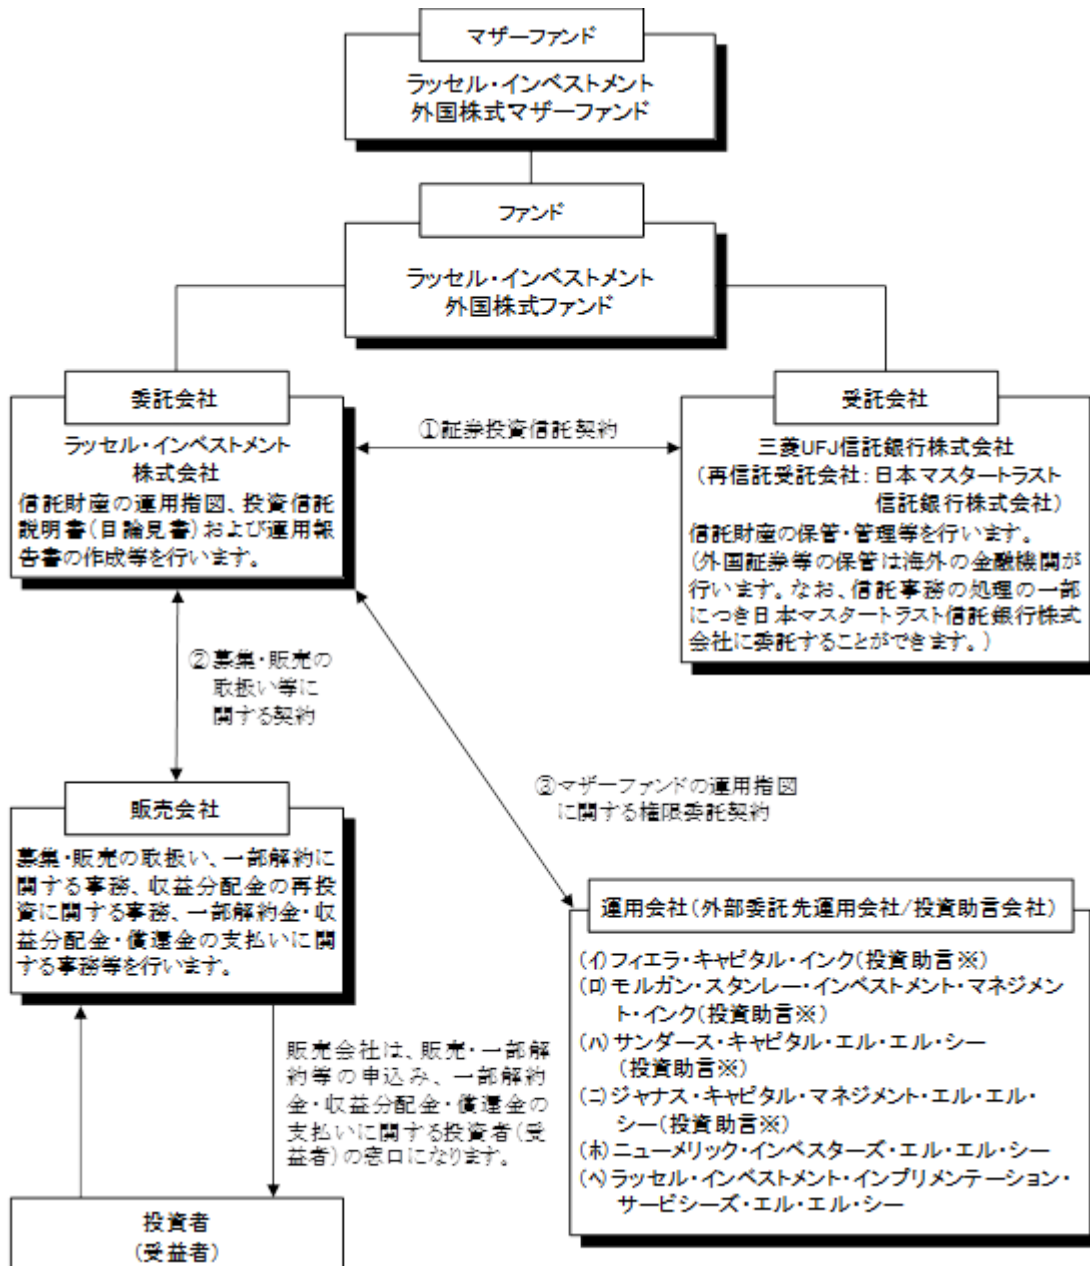 マザーファンド
ラッセル・インベストメント
外国株式マザーファンド
ファンド
ラッセル・インベストメント
外国株式ファンド
委託会社
ラッセル・インベストメント
株式会社
信託財産の運用指図、投資信託
説明書(目論見書)および運用報
告書の作成等を行います。
①証券投資信託契約
受託会社
三菱UFJ信託銀行株式会社
(再信託受託会社:日本マスタートラスト
信託銀行株式会社)
信託財産の保管・管理等を行います。
(外国証券等の保管は海外の金融機関が
行います。なお、信託事務の処理の一部
につき日本マスタートラスト信託銀行株式
会社に委託することができます。)
②募集・販売の
取扱い等に
関する契約
③マザーファンドの運用指図
に関する権限委託契約
販売会社
募集・販売の取扱い、一部解約に
関する事務、収益分配金の再投
資に関する事務、一部解約金・収
益分配金・償還金の支払いに関
する事務等を行います。
運用会社(外部委託先運用会社/投資助言会社)
(イ)フィエラ・キャピタル・インク(投資助言※)
(ロ)モルガン・スタンレー・インベストメント・マネジメン
ト・インク(投資助言※)
(ハ)サンダース・キャピタル・エル・エル・シー
(投資助言※)
(ニ)ジャナス・キャピタル・マネジメント・エル・エル・
シー(投資助言※)
(ホ)ニューメリック・インベスターズ・エル・エル・シー
(ヘ)ラッセル・インベストメント・インプリメンテーション・
サービシーズ・エル・エル・シー
販売会社は、販売・一部解
約等の申込み、一部解約
金・収益分配金・償還金の
支払いに関する投資者(受
益者)の窓口になります。
投資者
(受益者)